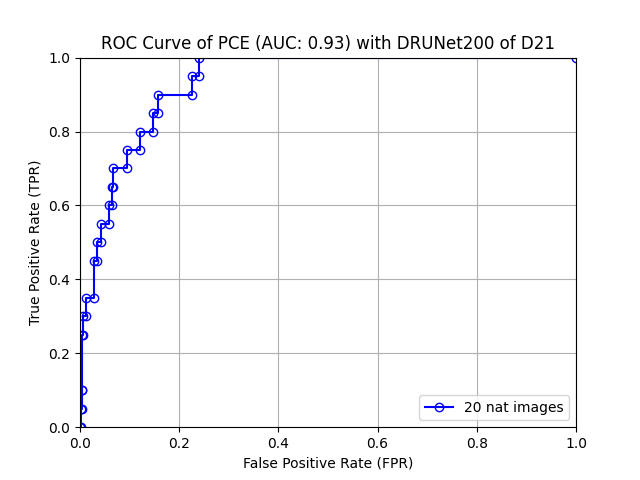 ROC Curve of PCE (AUC: 0.93) with DRUNet200 of D21
True Positive Rate (TPR)
1.0
0.8
0.6
0.4
0.2
0.0
20 nat images
0.0 0.2 0.4 0.6 0.8 1.0
False Positive Rate (FPR)